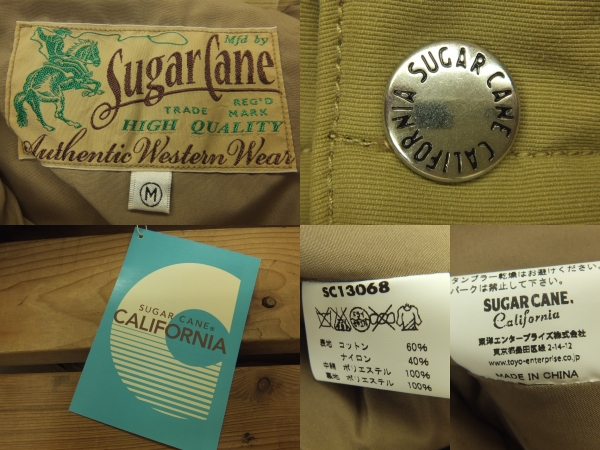 Mfd by
Sugar Cane
TRADE MARK REG'D
HIGH QUALITY
Authentic Western Wear
M
SUGAR CANE CALIFORNIA
SUGAR CANE®
CALIFORNIA
SC13068
表地 コットン 60%
ナイロン 40%
中綿 ポリエステル 100%
裏地 ポリエステル 100%
タンブラー乾燥はお避けください。
パークは禁止して下さい。
SUGAR CANE.
California
東洋エンタープライズ株式会社
東京都墨田区東駒形 2-14-12
www.toyo-enterprise.co.jp
MADE IN CHINA